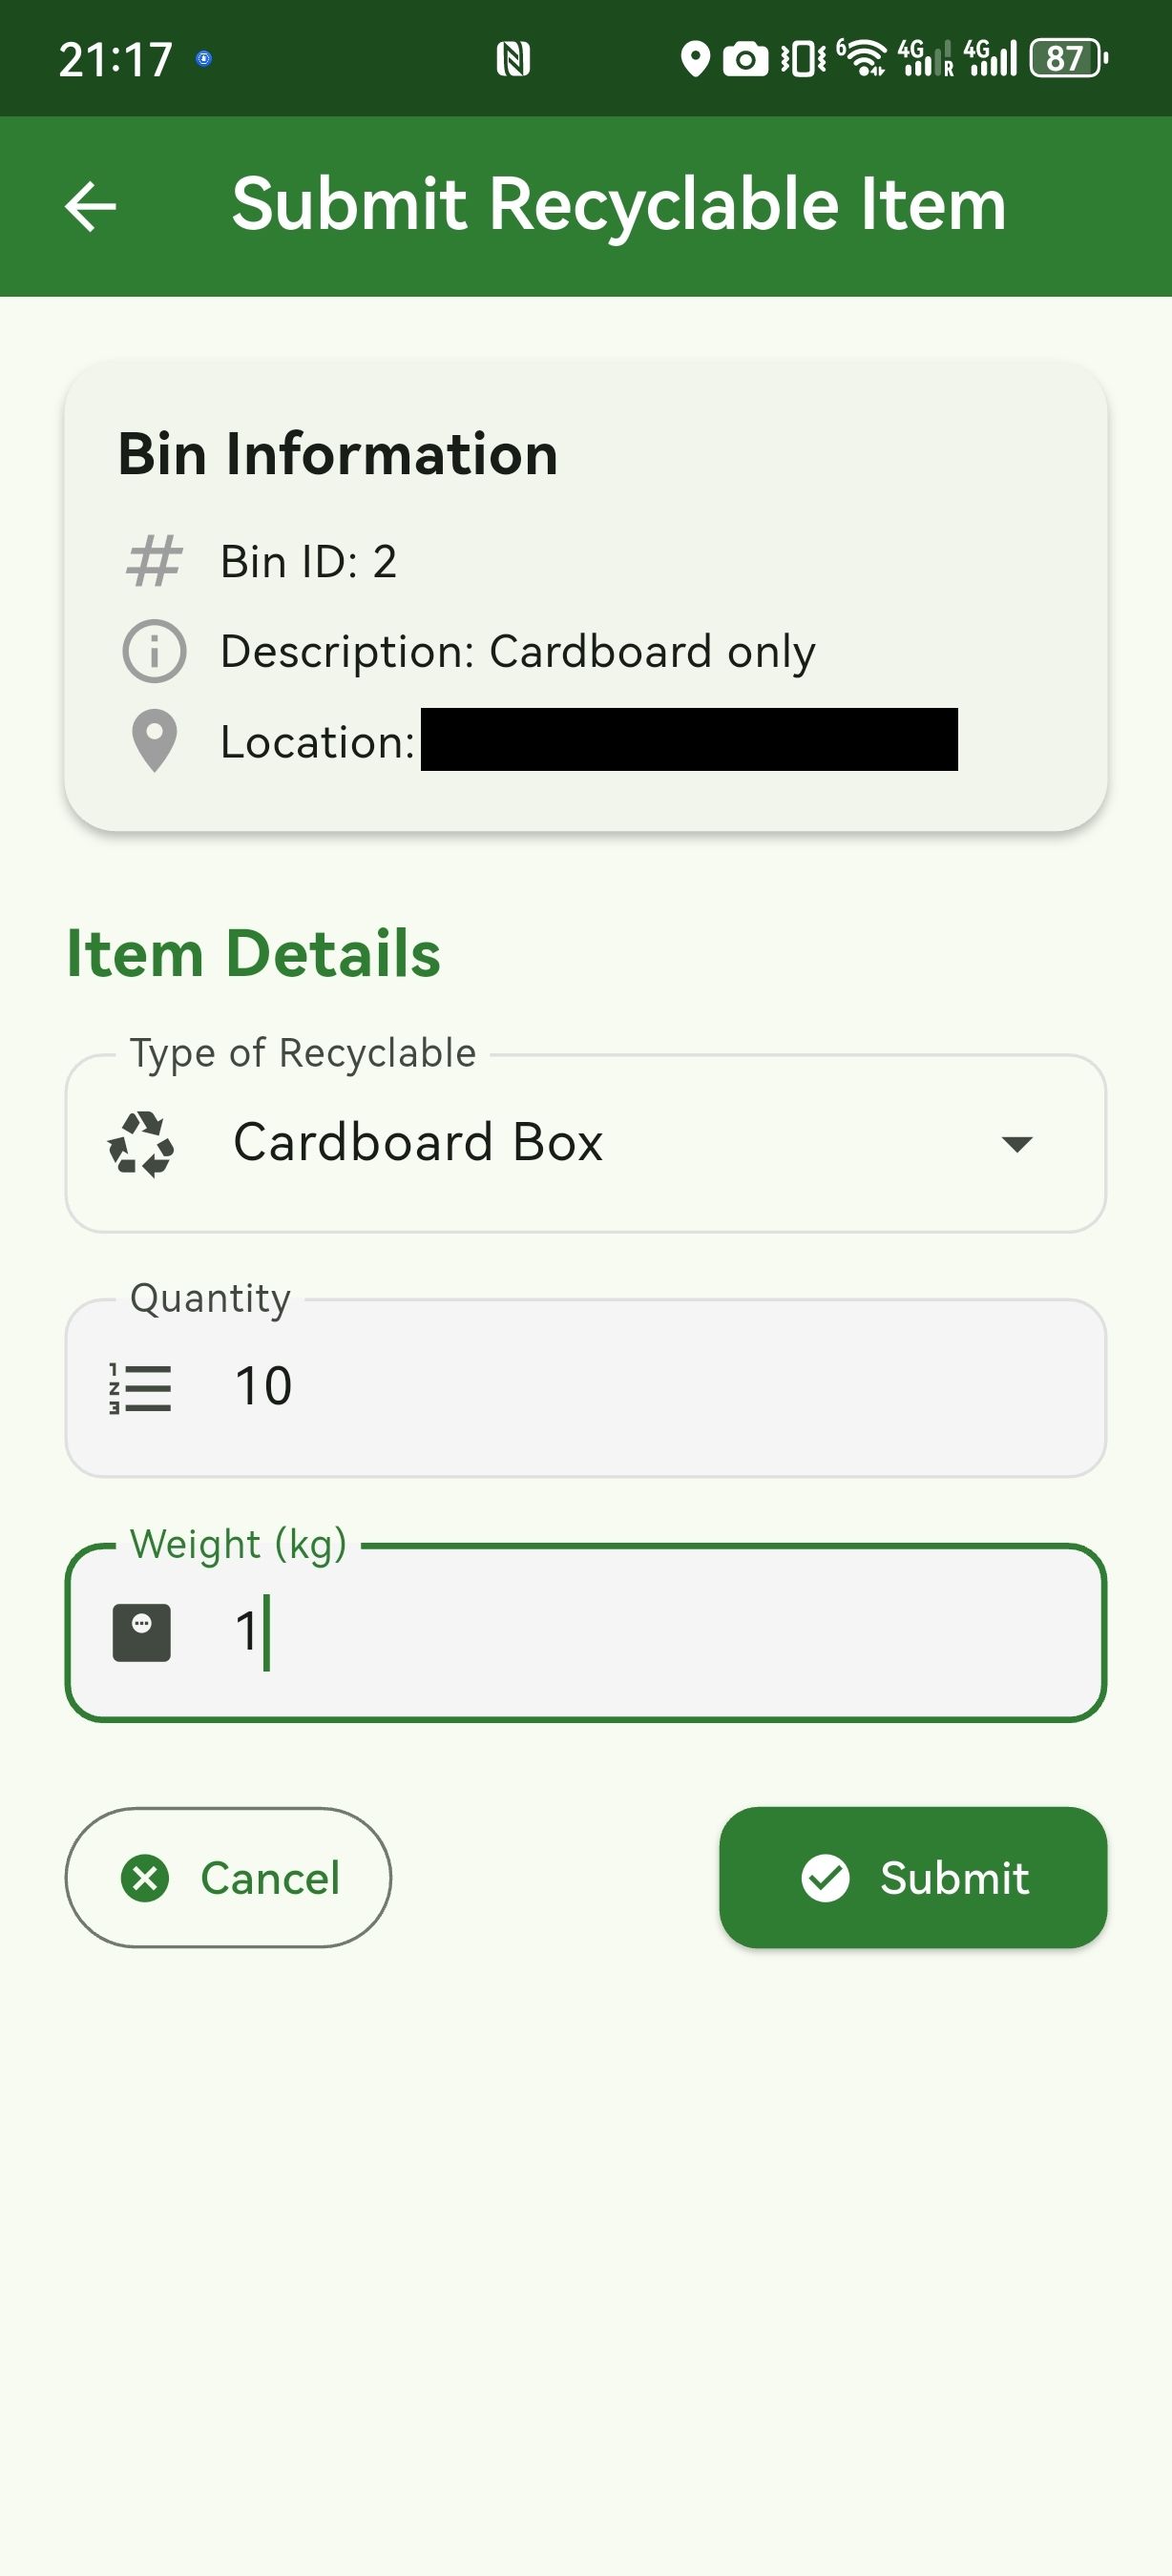 21:17
6 4G R 4G 87
Submit Recyclable Item
Bin Information
# Bin ID: 2
Description: Cardboard only
Location:
Item Details
Type of Recyclable
Cardboard Box
Quantity
10
Weight (kg)
1
Cancel
Submit